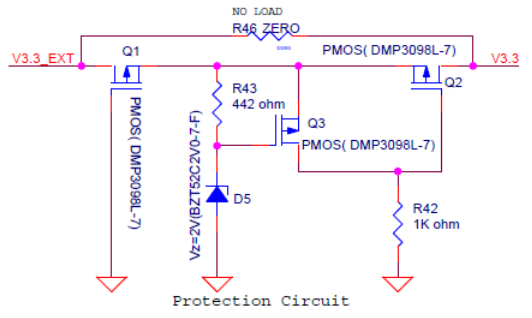 NO LOAD
R46 ZERO
V3.3_EXT
Q1
PMOS( DMP3098L-7)
V3.3
Q2
R43
442 ohm
Q3
PMOS( DMP3098L-7)
PMOS( DMP3098L-7)
Vz=2V(BZT52C2V0-7-F)
D5
R42
1K ohm
Protection Circuit